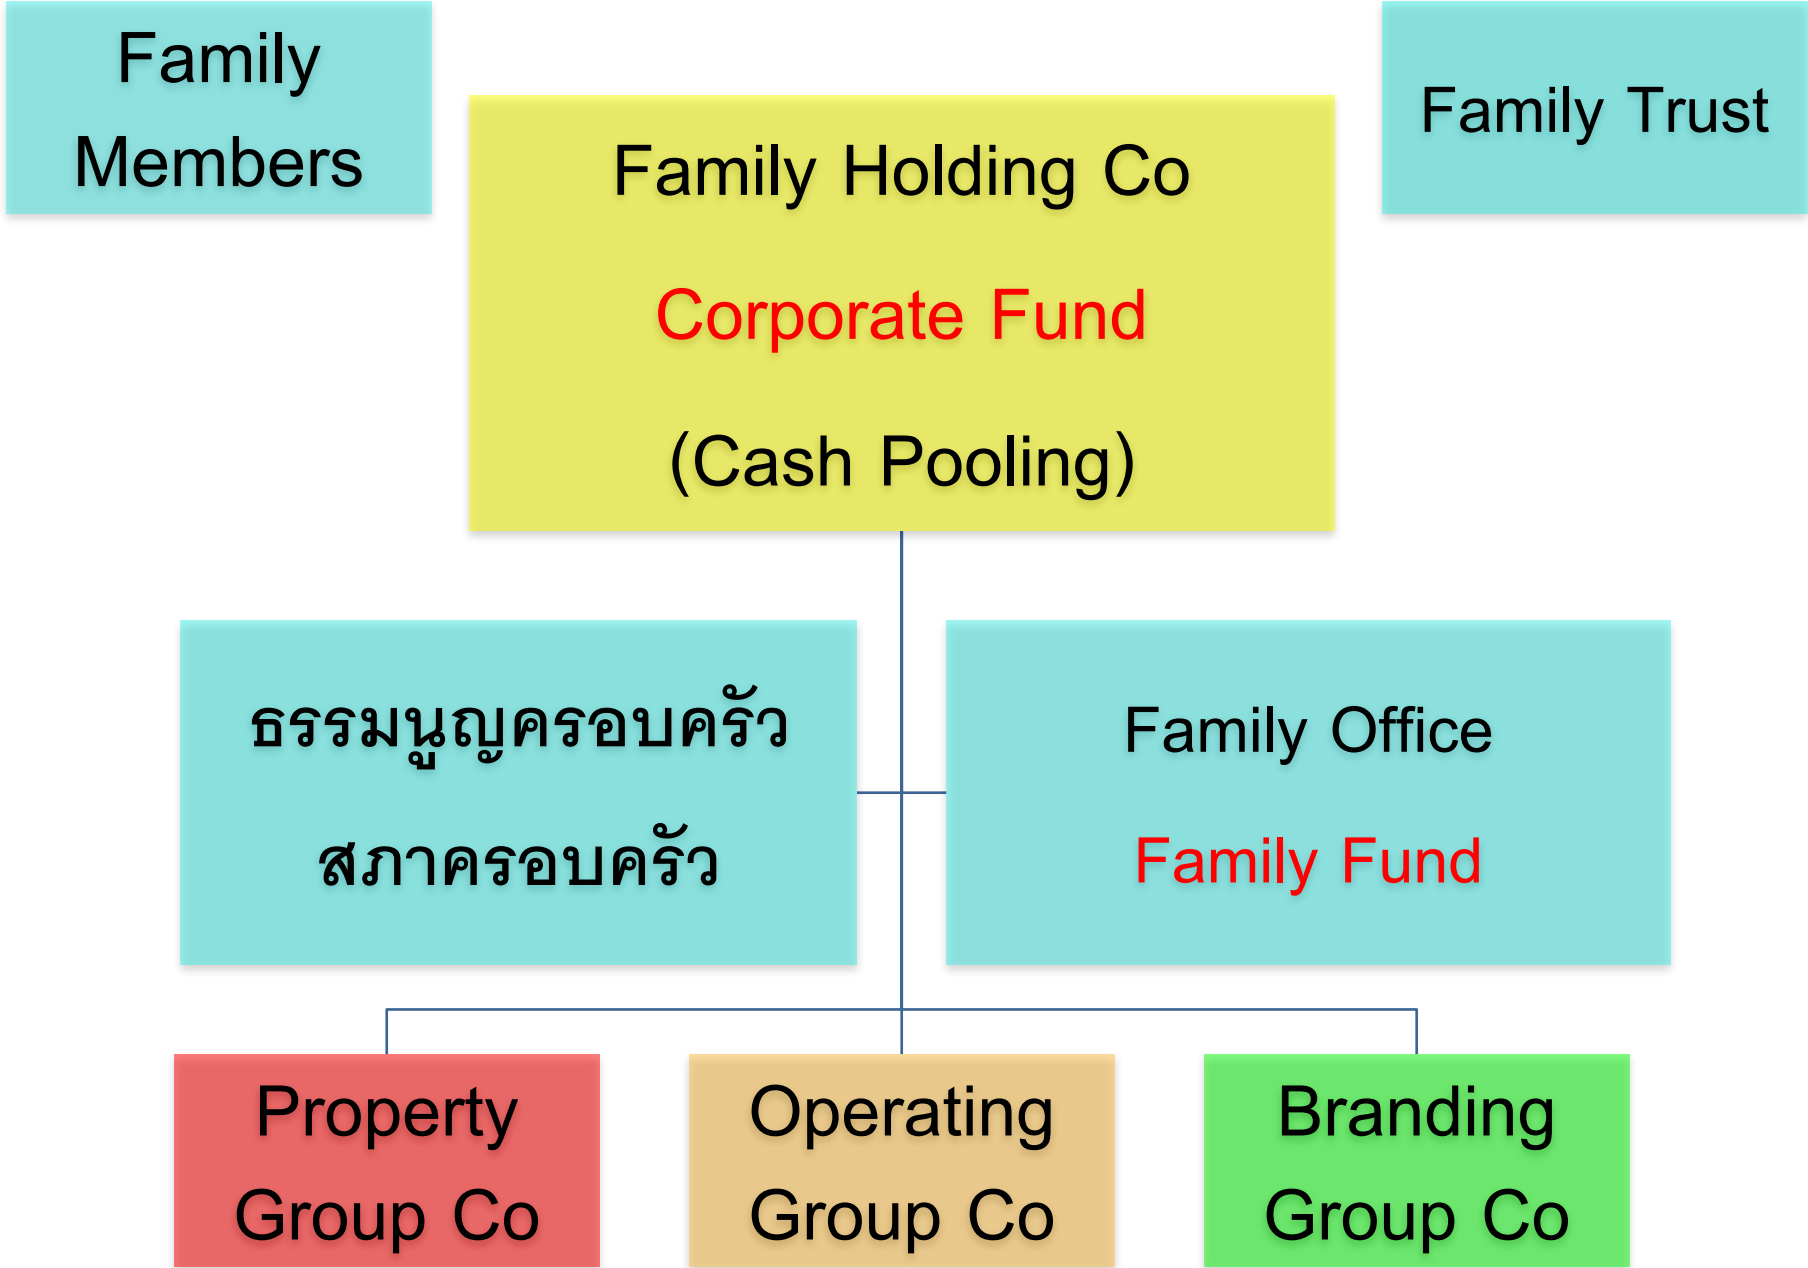 Family
Members
Family Trust
Family Holding Co
Corporate Fund
(Cash Pooling)
ธรรมนูญครอบครัว
สภาครอบครัว
Family Office
Family Fund
Property
Group Co
Operating
Group Co
Branding
Group Co